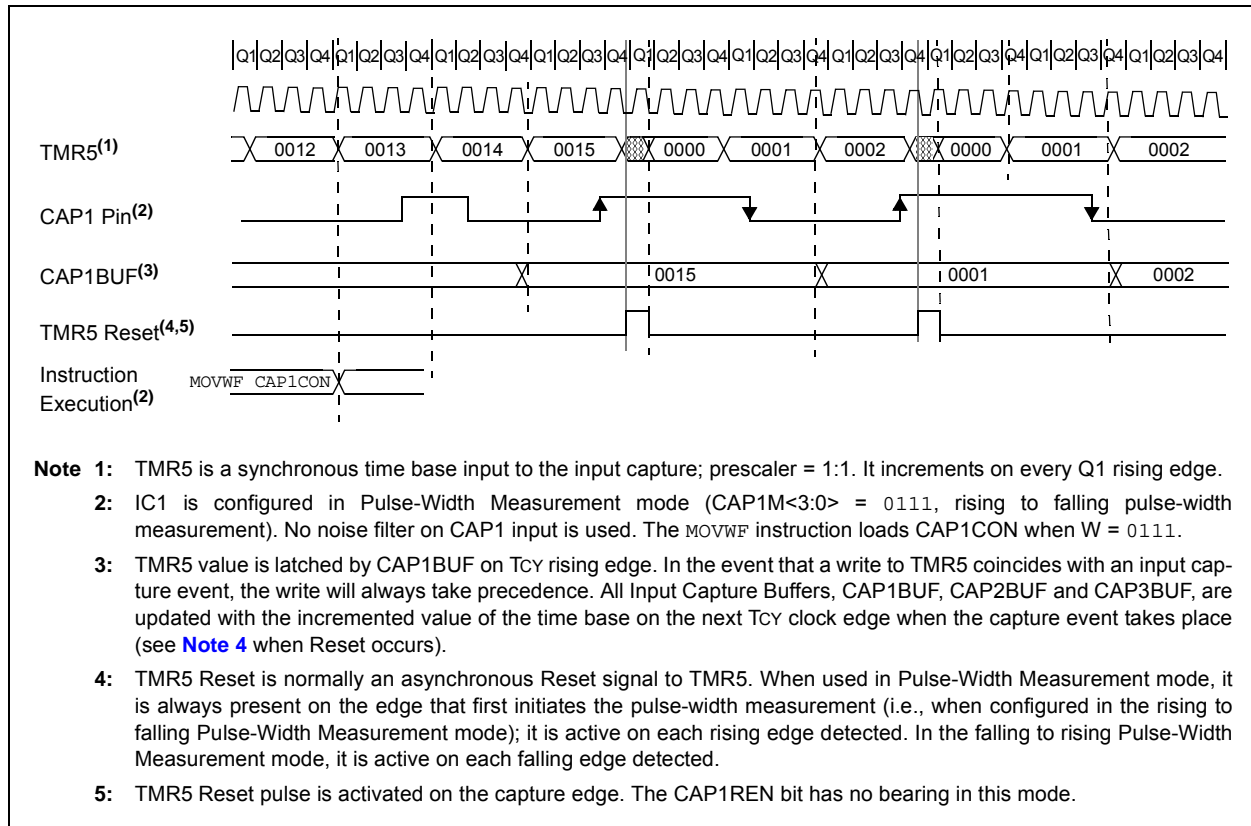 Q1 Q2 Q3 Q4 Q1 Q2 Q3 Q4 Q1 Q2 Q3 Q4 Q1 Q2 Q3 Q4 Q1 Q2 Q3 Q4 Q1 Q2 Q3 Q4 Q1 Q2 Q3 Q4 Q1 Q2 Q3 Q4 Q1 Q2 Q3 Q4 Q1 Q2 Q3 Q4
TMR5(1) 0012 0013 0014 0015 0000 0001 0002 0000 0001 0002
CAP1 Pin(2)
CAP1BUF(3) 0015 0001 0002
TMR5 Reset(4,5)
Instruction
Execution(2) MOVWF CAP1CON
Note 1: TMR5 is a synchronous time base input to the input capture; prescaler = 1:1. It increments on every Q1 rising edge.
2: IC1 is configured in Pulse-Width Measurement mode (CAP1M<3:0> = 0111, rising to falling pulse-width
measurement). No noise filter on CAP1 input is used. The MOVWF instruction loads CAP1CON when W = 0111.
3: TMR5 value is latched by CAP1BUF on TCY rising edge. In the event that a write to TMR5 coincides with an input cap-
ture event, the write will always take precedence. All Input Capture Buffers, CAP1BUF, CAP2BUF and CAP3BUF, are
updated with the incremented value of the time base on the next TCY clock edge when the capture event takes place
(see Note 4 when Reset occurs).
4: TMR5 Reset is normally an asynchronous Reset signal to TMR5. When used in Pulse-Width Measurement mode, it
is always present on the edge that first initiates the pulse-width measurement (i.e., when configured in the rising to
falling Pulse-Width Measurement mode); it is active on each rising edge detected. In the falling to rising Pulse-Width
Measurement mode, it is active on each falling edge detected.
5: TMR5 Reset pulse is activated on the capture edge. The CAP1REN bit has no bearing in this mode.